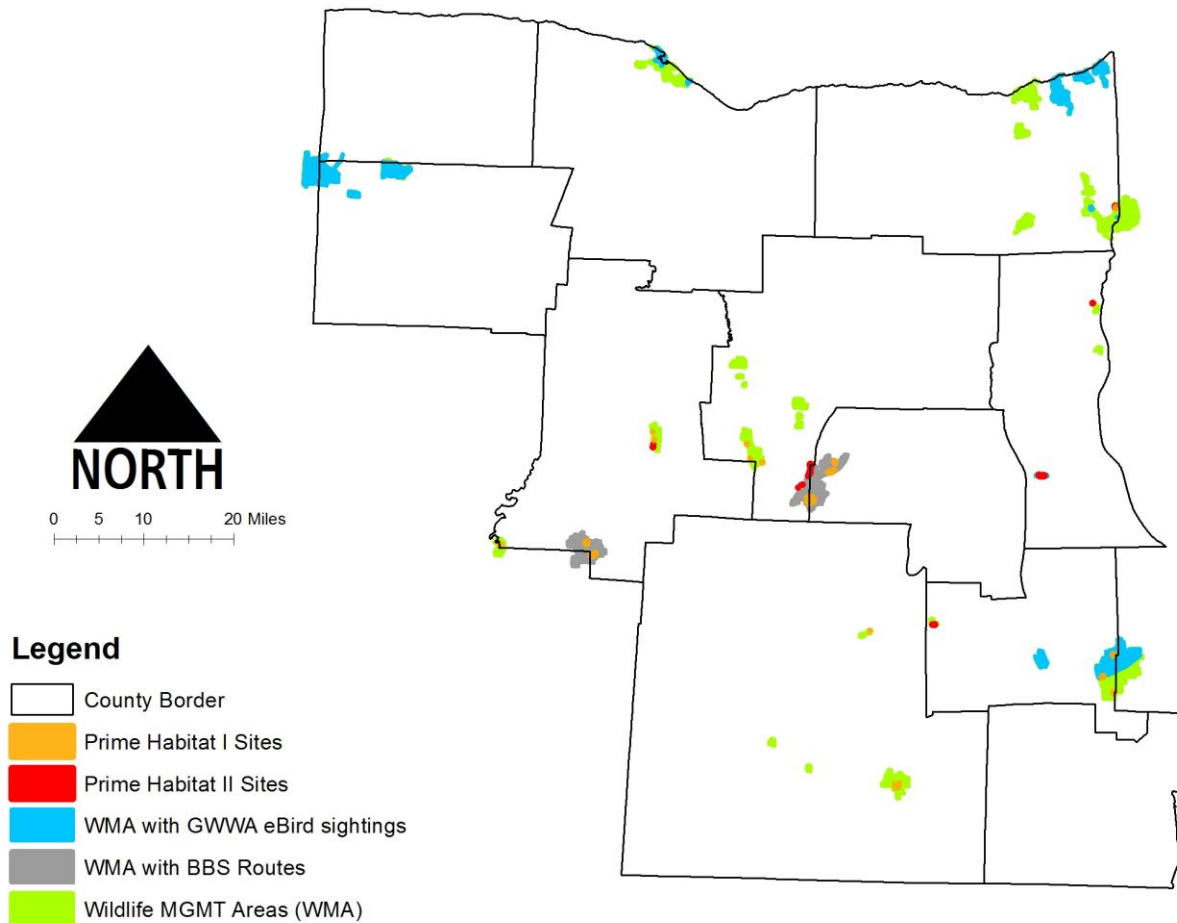 NORTH
0 5 10 20 Miles
Legend
County Border
Prime Habitat I Sites
Prime Habitat II Sites
WMA with GWWA eBird sightings
WMA with BBS Routes
Wildlife MGMT Areas (WMA)